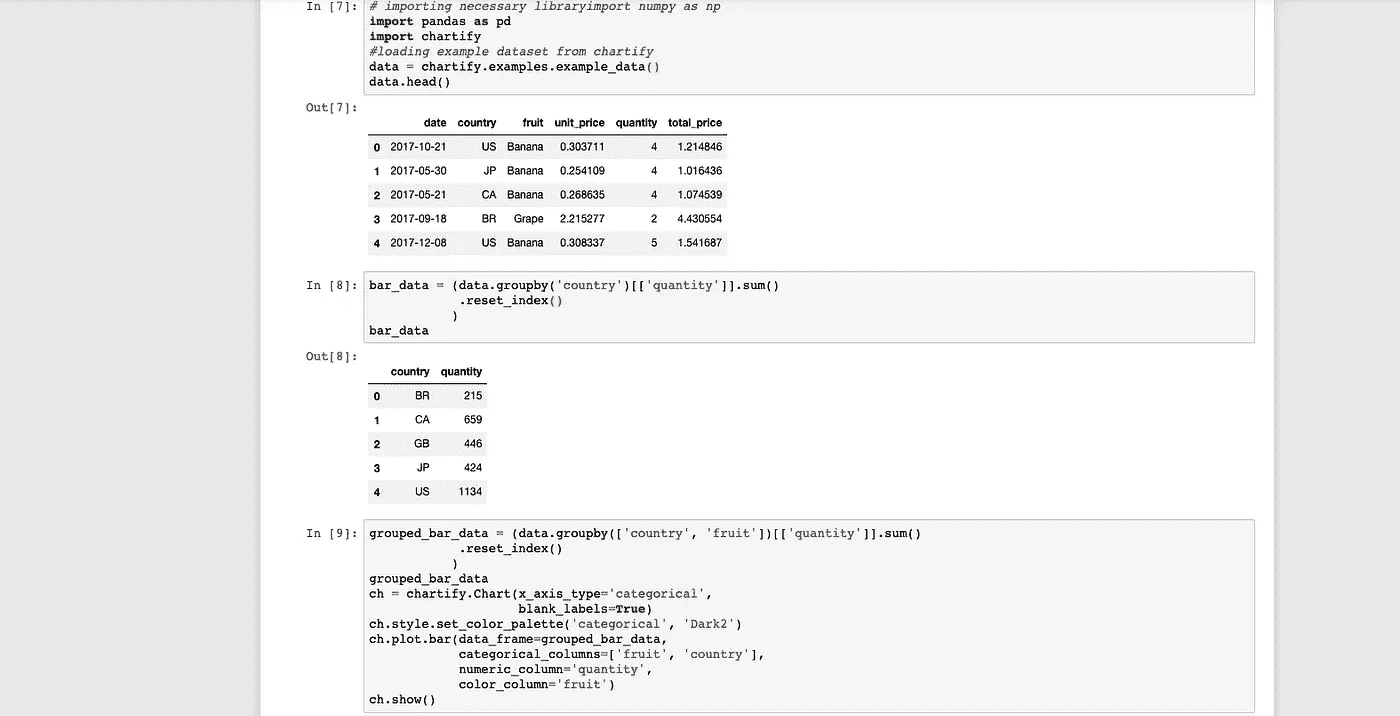 In [7]: # importing necessary libraryimport numpy as np
import pandas as pd
import chartify
#loading example dataset from chartify
data = chartify.examples.example_data()
data.head()
Out[7]:
date country fruit unit_price quantity total_price
0 2017-10-21 US Banana 0.303711 4 1.214846
1 2017-05-30 JP Banana 0.254109 4 1.016436
2 2017-05-21 CA Banana 0.268635 4 1.074539
3 2017-09-18 BR Grape 2.215277 2 4.430554
4 2017-12-08 US Banana 0.308337 5 1.541687
In [8]: bar_data = (data.groupby('country')[['quantity']].sum()
.reset_index()
)
bar_data
Out[8]:
country quantity
0 BR 215
1 CA 659
2 GB 446
3 JP 424
4 US 1134
In [9]: grouped_bar_data = (data.groupby(['country', 'fruit'])[['quantity']].sum()
.reset_index()
)
grouped_bar_data
ch = chartify.Chart(x_axis_type='categorical',
blank_labels=True)
ch.style.set_color_palette('categorical', 'Dark2')
ch.plot.bar(data_frame=grouped_bar_data,
categorical_columns=['fruit', 'country'],
numeric_column='quantity',
color_column='fruit')
ch.show()